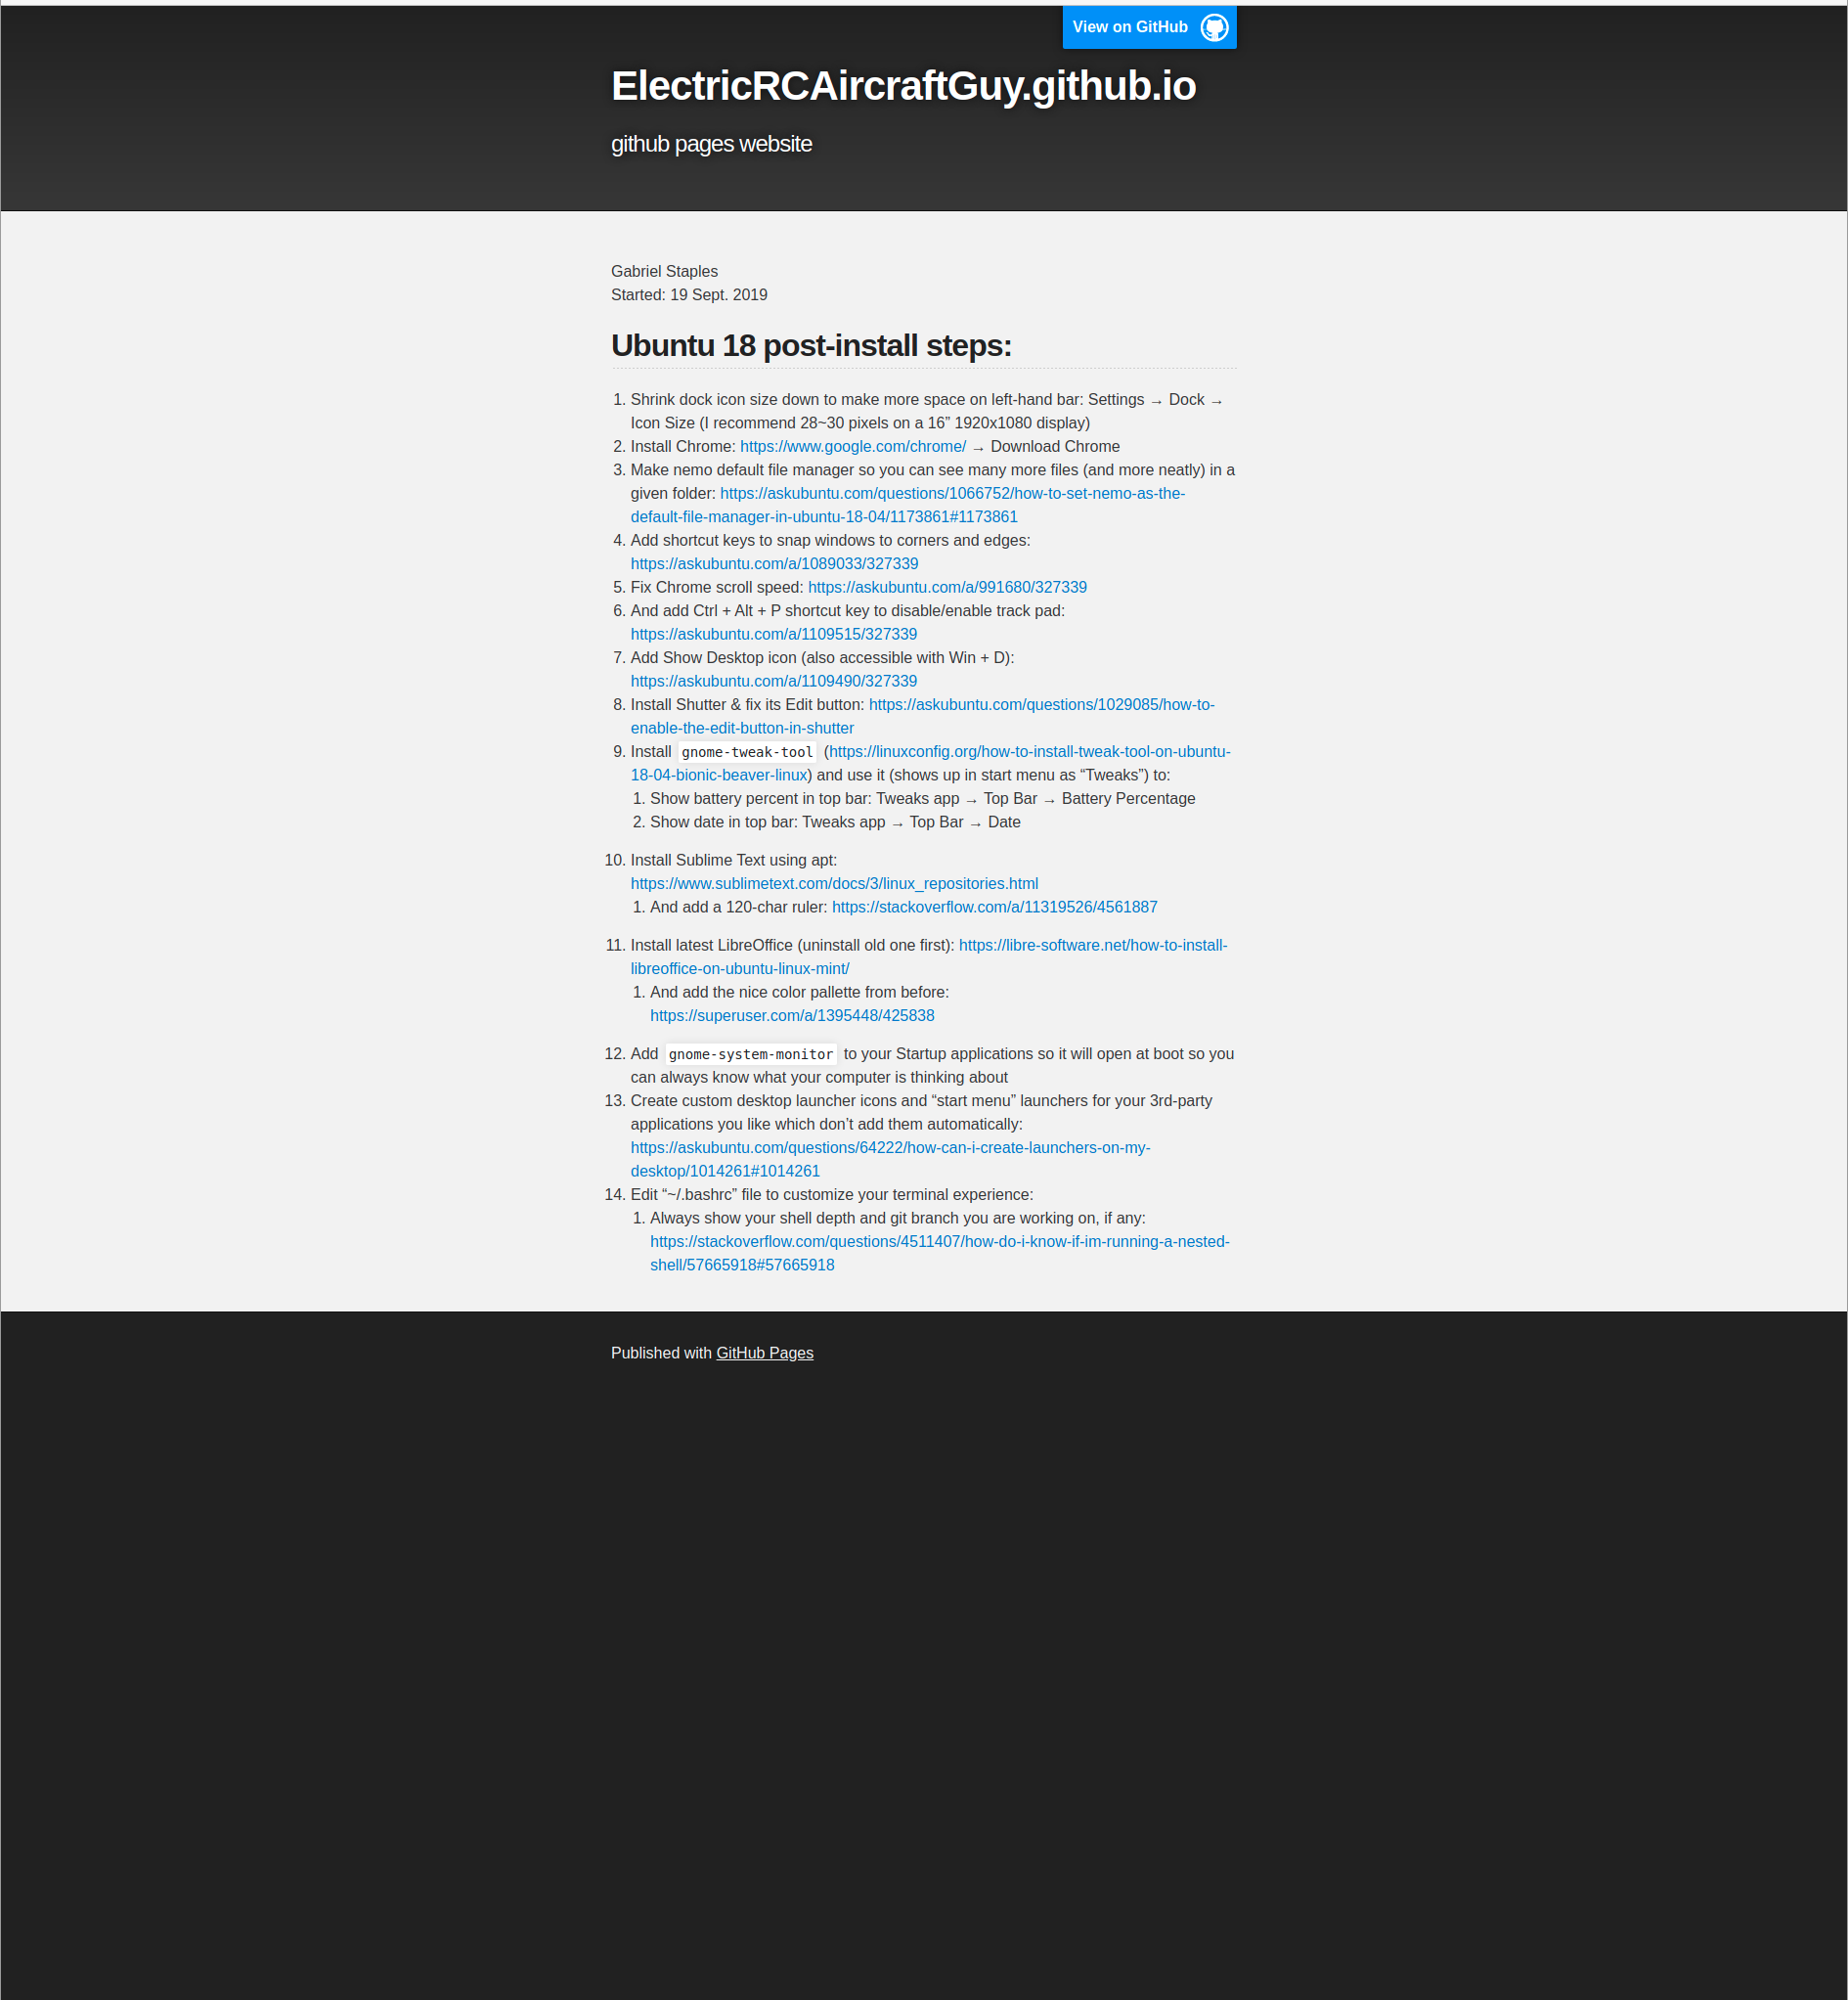 View on GitHub
ElectricRCAircraftGuy.github.io
github pages website
Gabriel Staples
Started: 19 Sept. 2019
Ubuntu 18 post-install steps:
1. Shrink dock icon size down to make more space on left-hand bar: Settings → Dock →
Icon Size (I recommend 28~30 pixels on a 16” 1920x1080 display)
2. Install Chrome: https://www.google.com/chrome/ → Download Chrome
3. Make nemo default file manager so you can see many more files (and more neatly) in a
given folder: https://askubuntu.com/questions/1066752/how-to-set-nemo-as-the-
default-file-manager-in-ubuntu-18-04/1173861#1173861
4. Add shortcut keys to snap windows to corners and edges:
https://askubuntu.com/a/1089033/327339
5. Fix Chrome scroll speed: https://askubuntu.com/a/991680/327339
6. And add Ctrl + Alt + P shortcut key to disable/enable track pad:
https://askubuntu.com/a/1109515/327339
7. Add Show Desktop icon (also accessible with Win + D):
https://askubuntu.com/a/1109490/327339
8. Install Shutter & fix its Edit button: https://askubuntu.com/questions/1029085/how-to-
enable-the-edit-button-in-shutter
9. Install gnome-tweak-tool (https://linuxconfig.org/how-to-install-tweak-tool-on-ubuntu-
18-04-bionic-beaver-linux) and use it (shows up in start menu as “Tweaks”) to:
1. Show battery percent in top bar: Tweaks app → Top Bar → Battery Percentage
2. Show date in top bar: Tweaks app → Top Bar → Date
10. Install Sublime Text using apt:
https://www.sublimetext.com/docs/3/linux_repositories.html
1. And add a 120-char ruler: https://stackoverflow.com/a/11319526/4561887
11. Install latest LibreOffice (uninstall old one first): https://libre-software.net/how-to-install-
libreoffice-on-ubuntu-linux-mint/
1. And add the nice color pallette from before:
https://superuser.com/a/1395448/425838
12. Add gnome-system-monitor to your Startup applications so it will open at boot so you
can always know what your computer is thinking about
13. Create custom desktop launcher icons and “start menu” launchers for your 3rd-party
applications you like which don’t add them automatically:
https://askubuntu.com/questions/64222/how-can-i-create-launchers-on-my-
desktop/1014261#1014261
14. Edit “~/.bashrc” file to customize your terminal experience:
1. Always show your shell depth and git branch you are working on, if any:
https://stackoverflow.com/questions/4511407/how-do-i-know-if-im-running-a-nested-
shell/57665918#57665918
Published with GitHub Pages